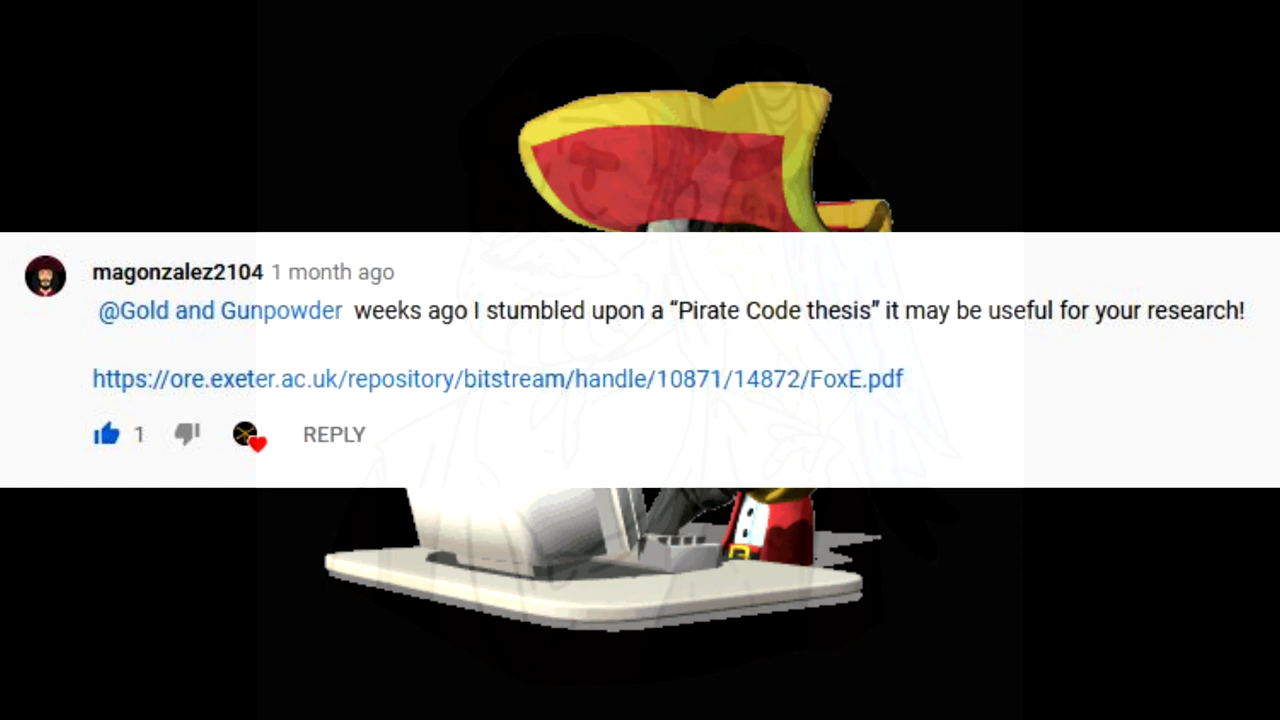 magonzalez2104 1 month ago
@Gold and Gunpowder weeks ago I stumbled upon a “Pirate Code thesis” it may be useful for your research!
https://ore.exeter.ac.uk/repository/bitstream/handle/10871/14872/FoxE.pdf
1 REPLY